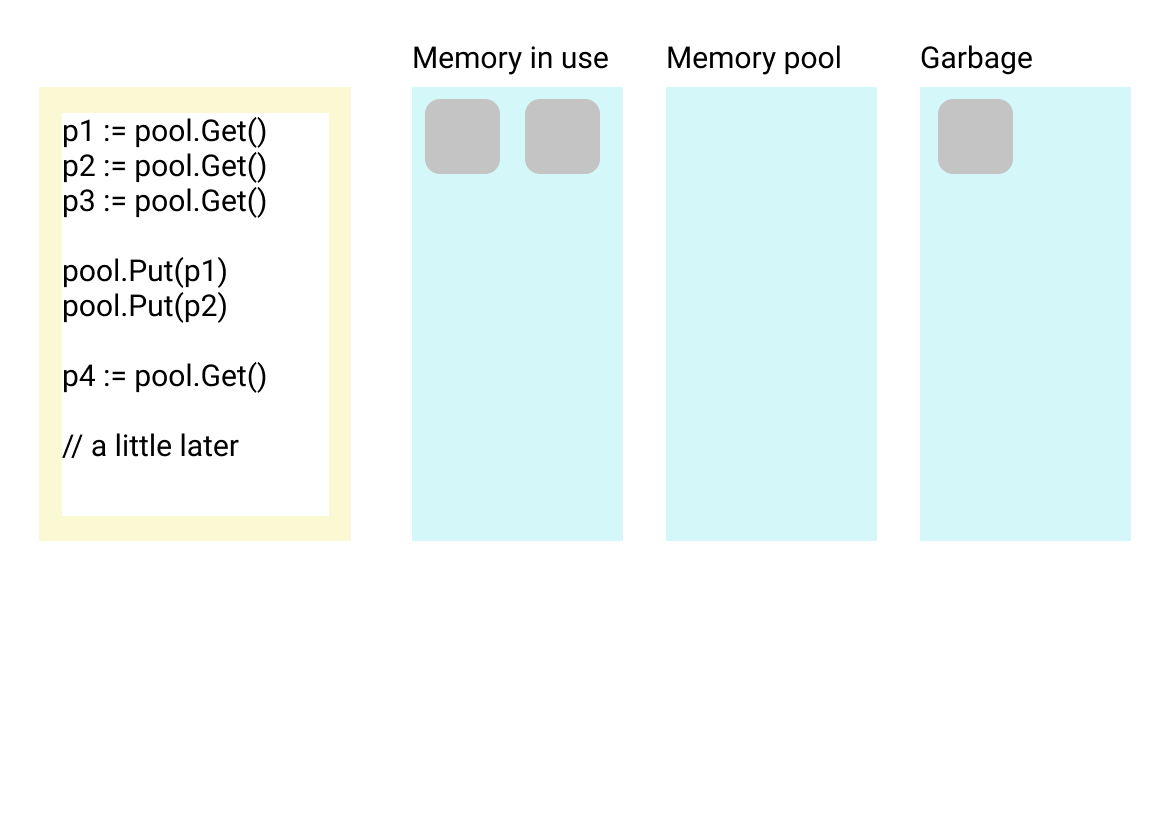 Memory in use
Memory pool
Garbage
p1 := pool.Get()
p2 := pool.Get()
p3 := pool.Get()
pool.Put(p1)
pool.Put(p2)
p4 := pool.Get()
// a little later